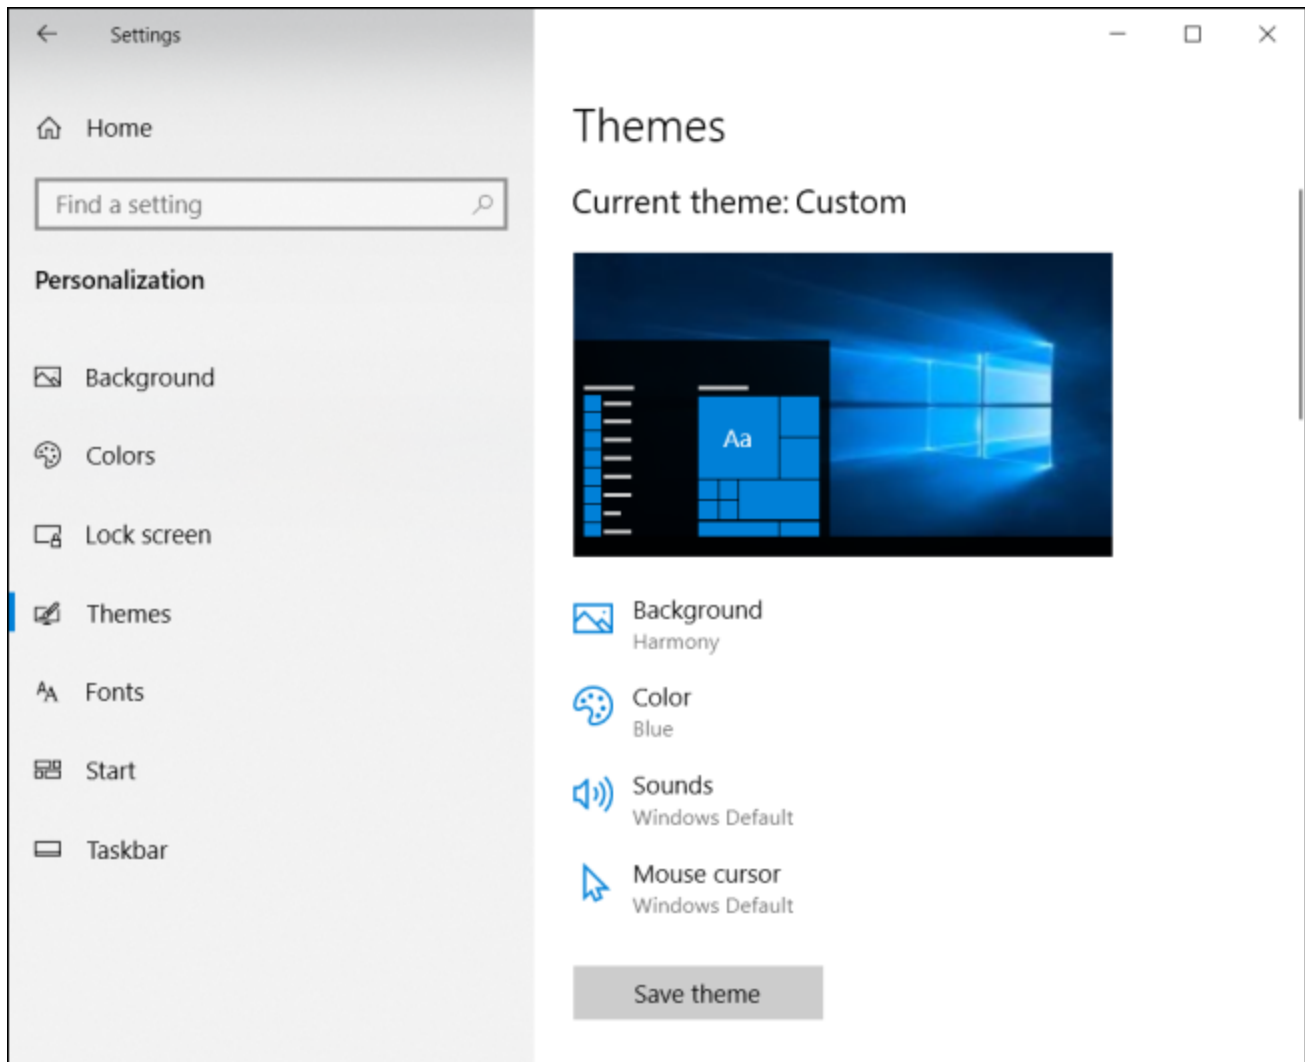 Settings
Home
Find a setting
Personalization
Background
Colors
Lock screen
Themes
Fonts
Start
Taskbar
Themes
Current theme: Custom
Aa
Background
Harmony
Color
Blue
Sounds
Windows Default
Mouse cursor
Windows Default
Save theme